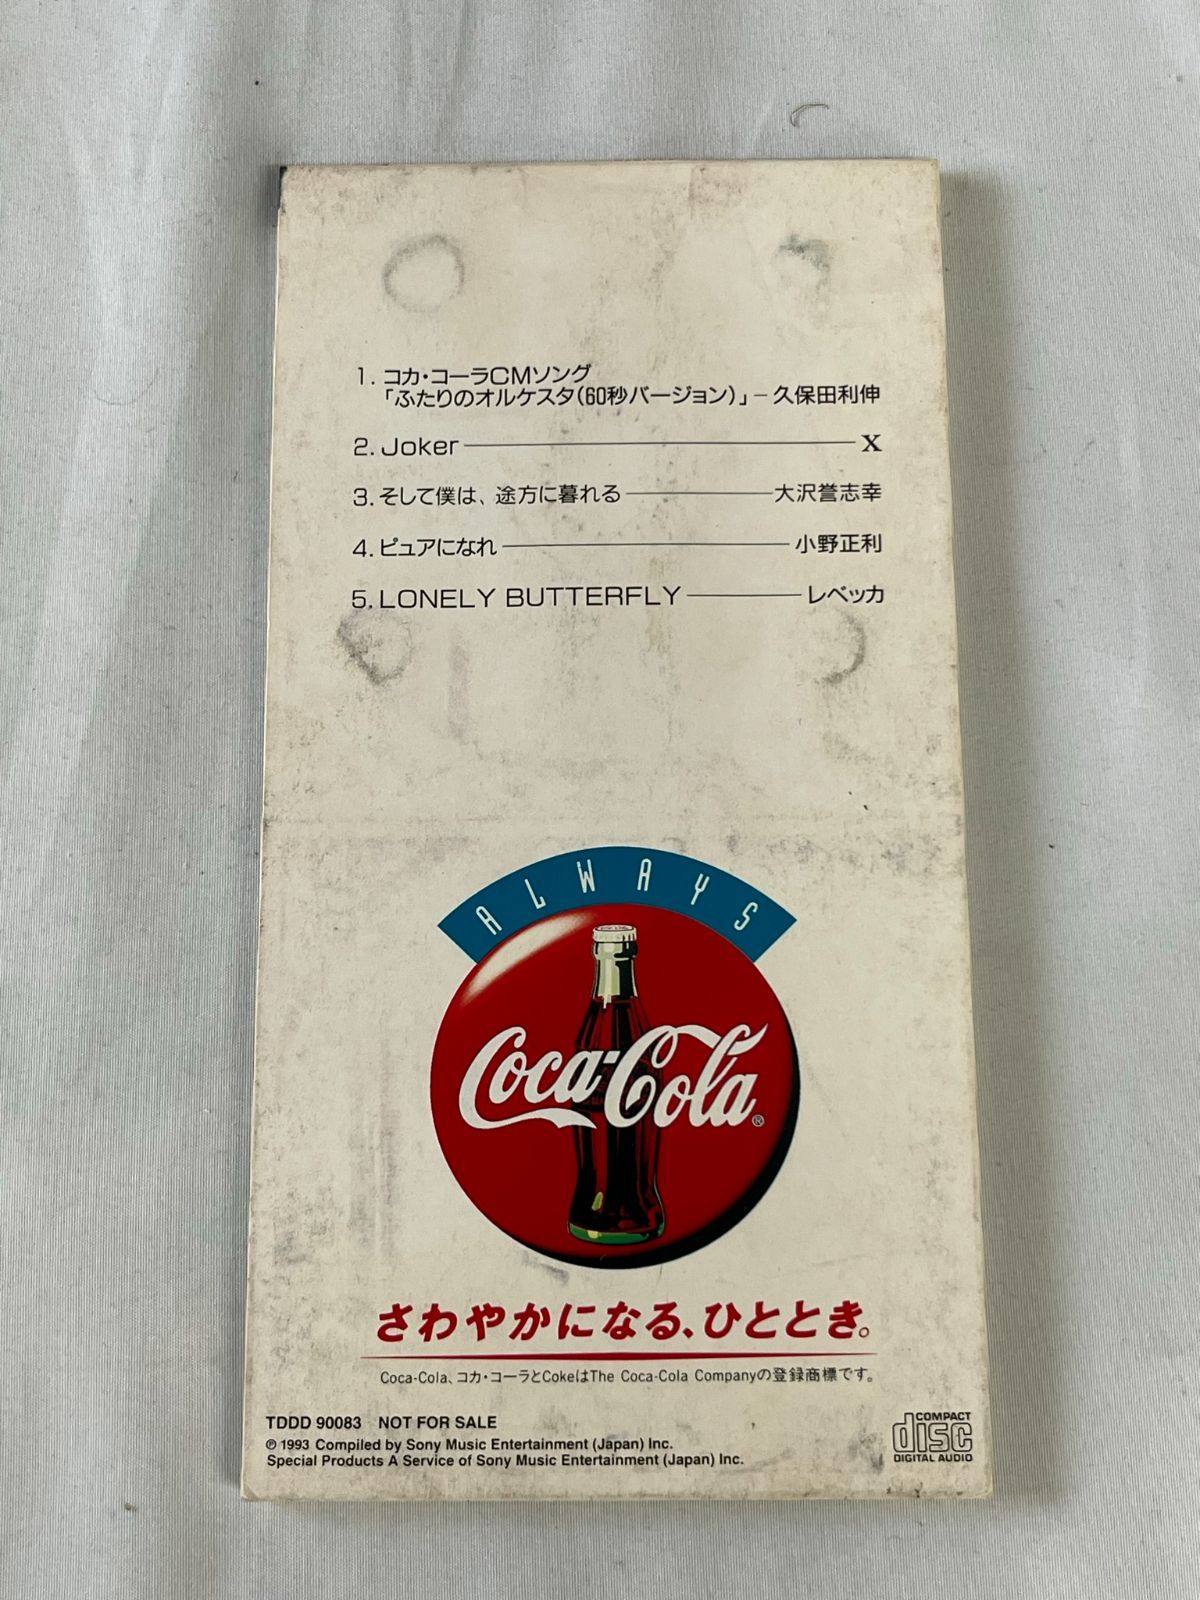 1. コカ・コーラCMソング
「ふたりのオルケスタ(60秒バージョン)」－久保田利伸
2. Joker X
3. そして僕は、途方に暮れる 大沢誉志幸
4. ピュアになれ 小野正利
5. LONELY BUTTERFLY レベッカ
ALWAYS
Coca-Cola®
さわやかになる、ひととき。
Coca-Cola、コカ・コーラとCokeはThe Coca-Cola Companyの登録商標です。
TDDD 90083 NOT FOR SALE
℗ 1993 Compiled by Sony Music Entertainment (Japan) Inc.
Special Products A Service of Sony Music Entertainment (Japan) Inc.
COMPACT
disc
DIGITAL AUDIO